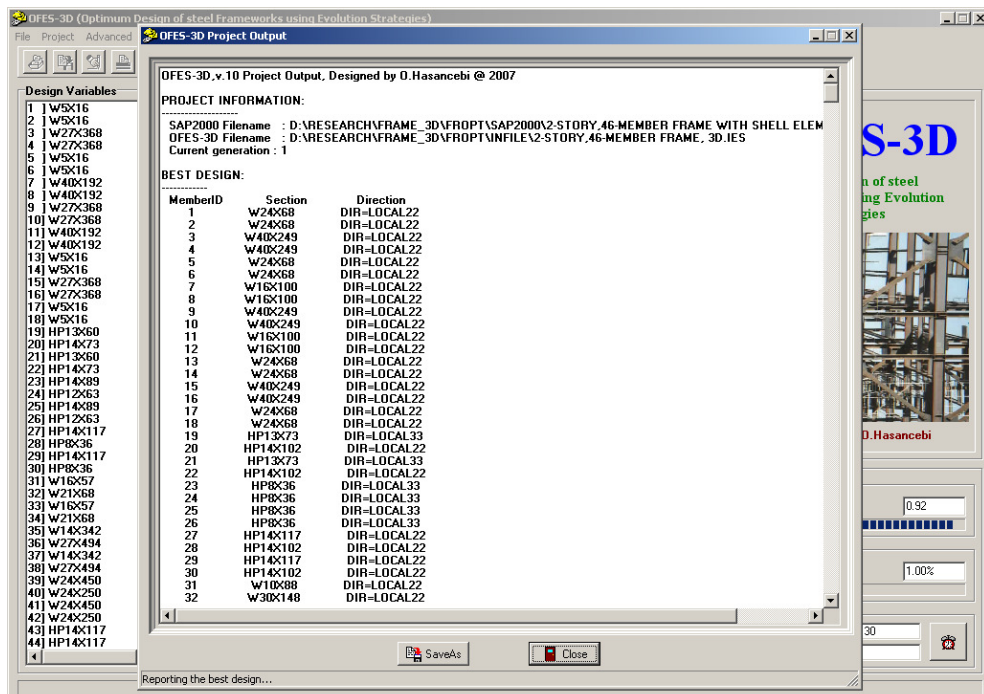 OFES-3D (Optimum Design of steel Frameworks using Evolution Strategies)
File Project Advanced
Design Variables
1 ] W5X16
2 ] W5X16
3 ] W27X368
4 ] W27X368
5 ] W5X16
6 ] W5X16
7 ] W40X192
8 ] W40X192
9 ] W27X368
10] W27X368
11] W40X192
12] W40X192
13] W5X16
14] W5X16
15] W27X368
16] W27X368
17] W5X16
18] W5X16
19] HP13X60
20] HP14X73
21] HP13X60
22] HP14X73
23] HP14X89
24] HP12X63
25] HP14X89
26] HP12X63
27] HP14X117
28] HP8X36
29] HP14X117
30] HP8X36
31] W16X57
32] W21X68
33] W16X57
34] W21X68
35] W14X342
36] W27X494
37] W14X342
38] W27X494
39] W24X450
40] W24X250
41] W24X450
42] W24X250
43] HP14X117
44] HP14X117
OFES-3D Project Output
OFES-3D,v.10 Project Output, Designed by O.Hasancebi @ 2007
PROJECT INFORMATION:
--------------------
SAP2000 Filename : D:\RESEARCH\FRAME_3D\FROPT\SAP2000\2-STORY,46-MEMBER FRAME WITH SHELL ELEM
OFES-3D Filename : D:\RESEARCH\FRAME_3D\FROPT\INFILE\2-STORY,46-MEMBER FRAME, 3D.IES
Current generation : 1
BEST DESIGN:
------------
MemberID Section Direction
1 W24X68 DIR=LOCAL22
2 W24X68 DIR=LOCAL22
3 W40X249 DIR=LOCAL22
4 W40X249 DIR=LOCAL22
5 W24X68 DIR=LOCAL22
6 W24X68 DIR=LOCAL22
7 W16X100 DIR=LOCAL22
8 W16X100 DIR=LOCAL22
9 W40X249 DIR=LOCAL22
10 W40X249 DIR=LOCAL22
11 W16X100 DIR=LOCAL22
12 W16X100 DIR=LOCAL22
13 W24X68 DIR=LOCAL22
14 W24X68 DIR=LOCAL22
15 W40X249 DIR=LOCAL22
16 W40X249 DIR=LOCAL22
17 W24X68 DIR=LOCAL22
18 W24X68 DIR=LOCAL22
19 HP13X73 DIR=LOCAL33
20 HP14X102 DIR=LOCAL22
21 HP13X73 DIR=LOCAL33
22 HP14X102 DIR=LOCAL22
23 HP8X36 DIR=LOCAL33
24 HP8X36 DIR=LOCAL33
25 HP8X36 DIR=LOCAL33
26 HP8X36 DIR=LOCAL33
27 HP14X117 DIR=LOCAL22
28 HP14X102 DIR=LOCAL22
29 HP14X117 DIR=LOCAL22
30 HP14X102 DIR=LOCAL22
31 W10X88 DIR=LOCAL22
32 W30X148 DIR=LOCAL22
SaveAs
Close
Reporting the best design...
ES-3D
n of steel
ing Evolution
gies
O.Hasancebi
0.92
1.00%
30